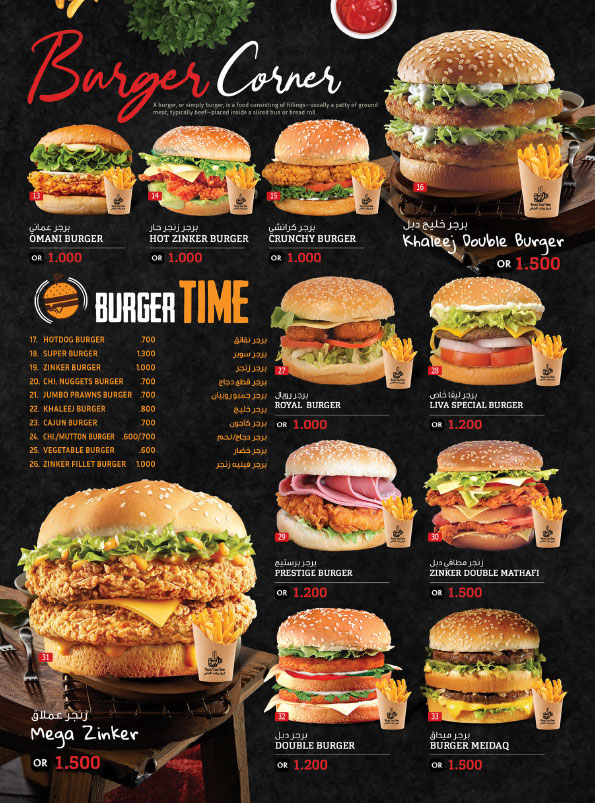 Burger Corner
A burger, or simply burger, is a food consisting of fillings—usually a patty of ground
meat, typically beef—placed inside a sliced bun or bread roll.
13
برجر عماني
OMANI BURGER
OR 1.000
14
برجر زنجر حار
HOT ZINKER BURGER
OR 1.000
15
برجر كرانشي
CRUNCHY BURGER
OR 1.000
16
برجر خليج دبل
Khaleej Double Burger
OR 1.500
BURGER TIME
17. HOTDOG BURGER .700 برجر نقانق
18. SUPER BURGER 1.300 برجر سوبر
19. ZINKER BURGER 1.000 برجر زنجر
20. CHI. NUGGETS BURGER .700 برجر قطع دجاج
21. JUMBO PRAWNS BURGER .700 برجر جمبو روبيان
22. KHALEEJ BURGER .800 برجر خليج
23. CAJUN BURGER .700 برجر كاجون
24. CHI/MUTTON BURGER .600/.700 برجر دجاج/لحم
25. VEGETABLE BURGER .600 برجر خضار
26. ZINKER FILLET BURGER 1.000 برجر فيليه زنجر
27
برجر رويال
ROYAL BURGER
OR 1.000
28
برجر ليفا خاص
LIVA SPECIAL BURGER
OR 1.200
29
برجر برستيج
PRESTIGE BURGER
OR 1.200
30
زنجر مطافي دبل
ZINKER DOUBLE MATHAFI
OR 1.500
31
زنجر عملاق
Mega Zinker
OR 1.500
32
برجر دبل
DOUBLE BURGER
OR 1.200
33
برجر ميداق
BURGER MEIDAQ
OR 1.500